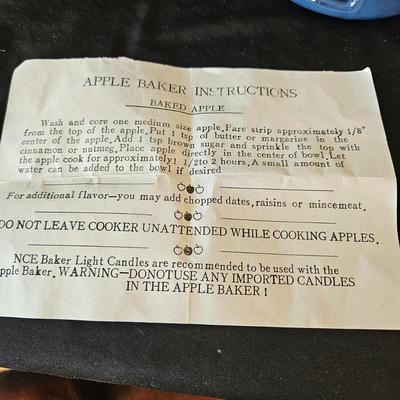 APPLE BAKER INSTRUCTIONS
BAKED APPLE
Wash and core one medium size apple.Fare strip approximately 1/8"
from the top of the apple.Put 1 tsp of butter or margarine in the
center of the apple.Add 1 tsp brown sugar and sprinkle the top with
cinnamon or nutmeg.Place apple directly in the center of bowl.Let
the apple cook for approximately1 1/2to 2 hours.A small amount of
water can be added to the bowl if desired
For additional flavor—you may add chopped dates,raisins or mincemeat.
DO NOT LEAVE COOKER UNATTENDED WHILE COOKING APPLES.
NCE Baker Light Candles are recommended to be used with the
pple Baker. WARNING—DONOTUSE ANY IMPORTED CANDLES
IN THE APPLE BAKER !